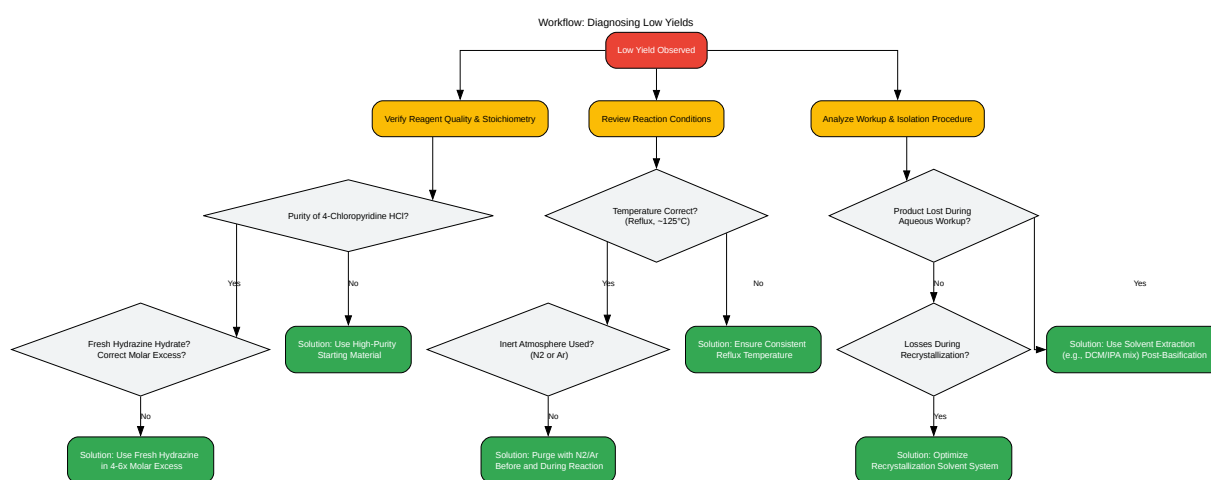 Workflow: Diagnosing Low Yields
Low Yield Observed
Verify Reagent Quality & Stoichiometry
Review Reaction Conditions
Analyze Workup & Isolation Procedure
Purity of 4-Chloropyridine HCl?
Temperature Correct?
(Reflux, ~125°C)
Product Lost During
Aqueous Workup?
Yes
No
Yes
No
No
Yes
Fresh Hydrazine Hydrate?
Correct Molar Excess?
Solution: Use High-Purity
Starting Material
Inert Atmosphere Used?
(N2 or Ar)
Solution: Ensure Consistent
Reflux Temperature
Losses During
Recrystallization?
Solution: Use Solvent Extraction
(e.g., DCM/IPA mix) Post-Basification
No
No
Yes
Solution: Use Fresh Hydrazine
in 4-6x Molar Excess
Solution: Purge with N2/Ar
Before and During Reaction
Solution: Optimize
Recrystallization Solvent System